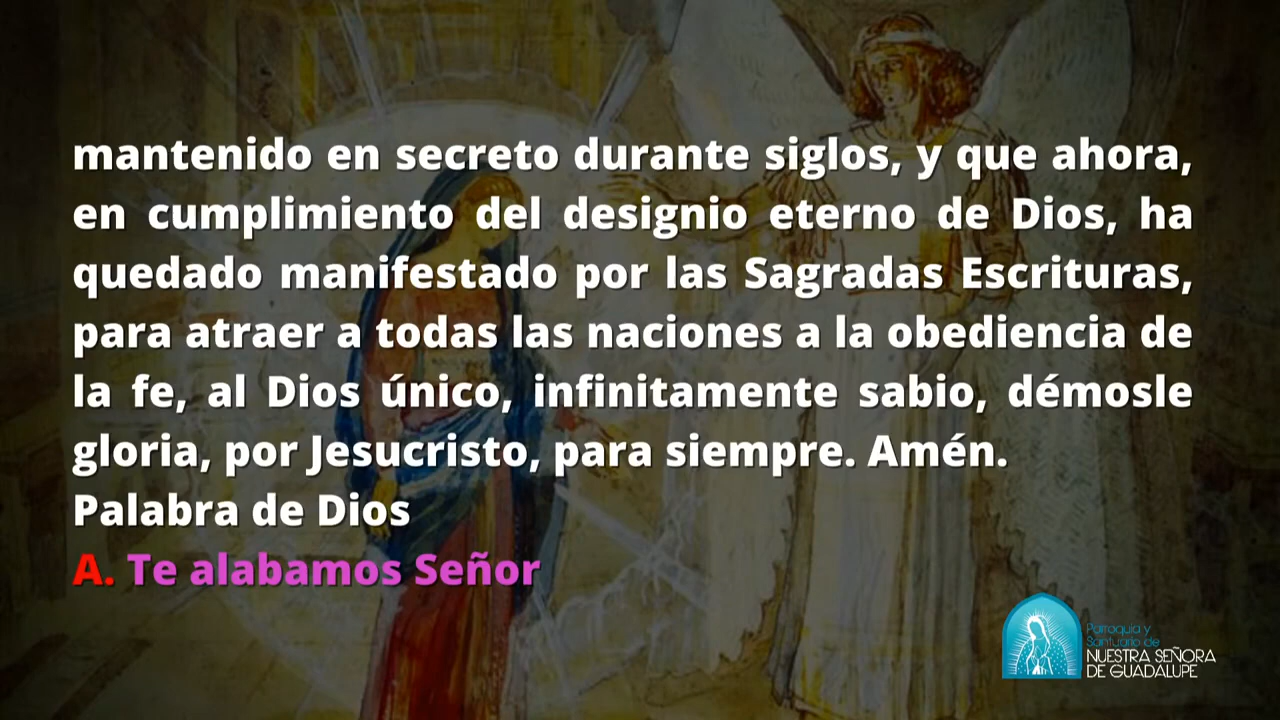 mantenido en secreto durante siglos, y que ahora,
en cumplimiento del designio eterno de Dios, ha
quedado manifestado por las Sagradas Escrituras,
para atraer a todas las naciones a la obediencia de
la fe, al Dios único, infinitamente sabio, démosle
gloria, por Jesucristo, para siempre. Amén.
Palabra de Dios
A. Te alabamos Señor
Parroquia y
Santuario de
NUESTRA SEÑORA
DE GUADALUPE